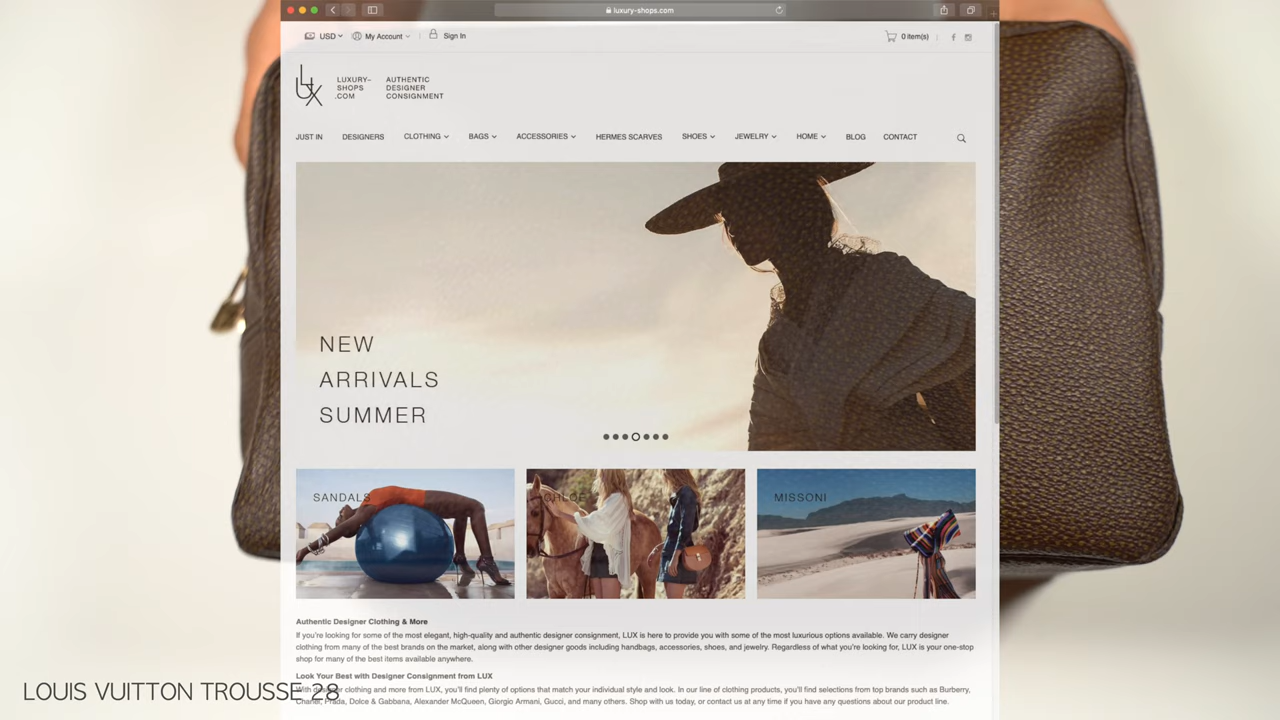 luxury-shops.com
USD
My Account
Sign In
0 item(s)
LUX
LUXURY-
SHOPS
.COM
AUTHENTIC
DESIGNER
CONSIGNMENT
JUST IN
DESIGNERS
CLOTHING
BAGS
ACCESSORIES
HERMES SCARVES
SHOES
JEWELRY
HOME
BLOG
CONTACT
NEW
ARRIVALS
SUMMER
SANDALS
CHLOE
MISSONI
Authentic Designer Clothing & More
If you're looking for some of the most elegant, high-quality and authentic designer consignment, LUX is here to provide you with some of the most luxurious options available. We carry designer
clothing from many of the best brands on the market, along with other designer goods including handbags, accessories, shoes, and jewelry. Regardless of what you're looking for, LUX is your one-stop
shop for many of the best items available anywhere.
Look Your Best with Designer Consignment from LUX
With designer clothing and more from LUX, you'll find plenty of options that match your individual style and look. In our line of clothing products, you'll find selections from top brands such as Burberry,
Chanel, Prada, Dolce & Gabbana, Alexander McQueen, Giorgio Armani, Gucci, and many others. Shop with us today, or contact us at any time if you have any questions about our product line.
LOUIS VUITTON TROUSSE 28